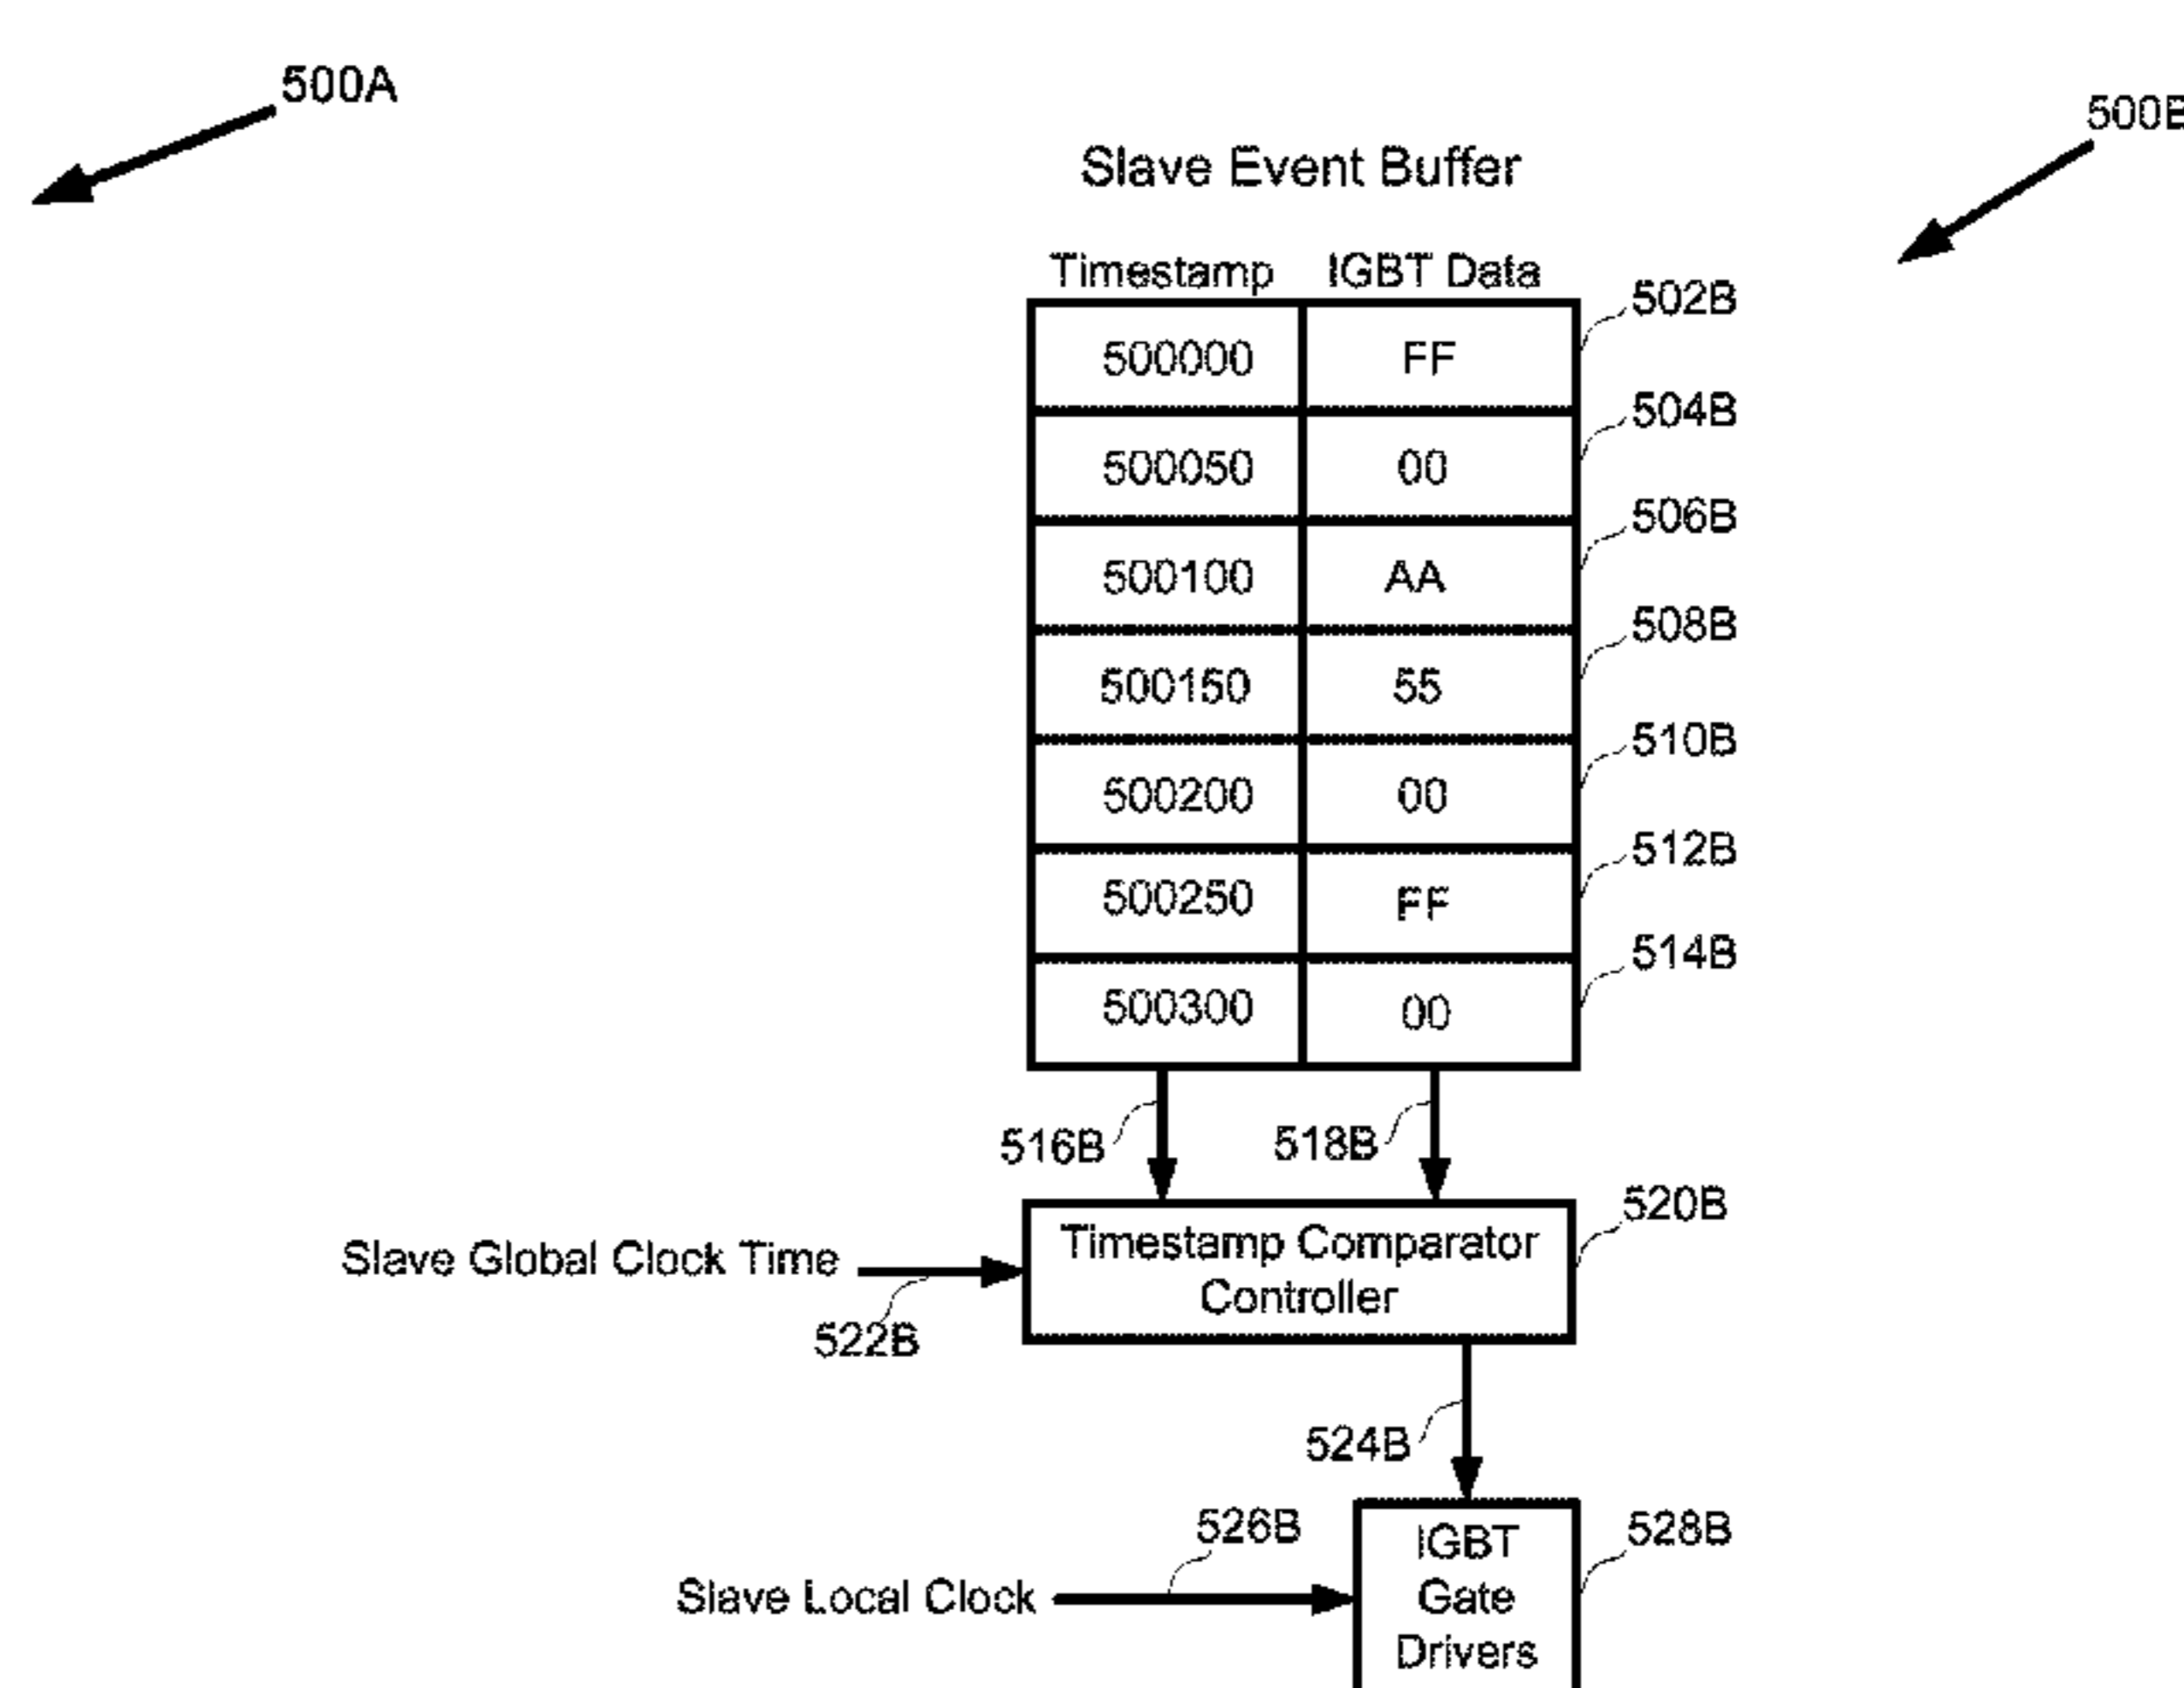 500A
500B
Slave Event Buffer
Timestamp IGBT Data
502B
500000 FF
504B
500050 00
506B
500100 AA
508B
500150 55
510B
500200 00
512B
500250 FF
514B
500300 00
516B 518B
520B
Timestamp Comparator
Controller
Slave Global Clock Time
522B
524B
526B
528B
IGBT
Gate
Drivers
Slave Local Clock